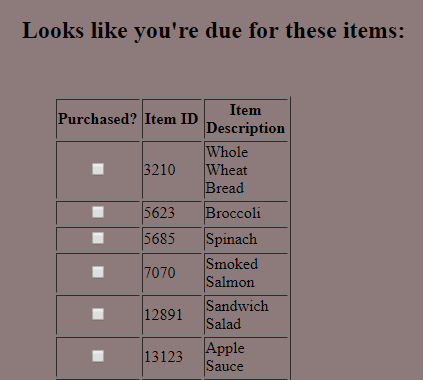 Looks like you're due for these items:
Purchased? Item ID Item
Description
3210 Whole
Wheat
Bread
5623 Broccoli
5685 Spinach
7070 Smoked
Salmon
12891 Sandwich
Salad
13123 Apple
Sauce